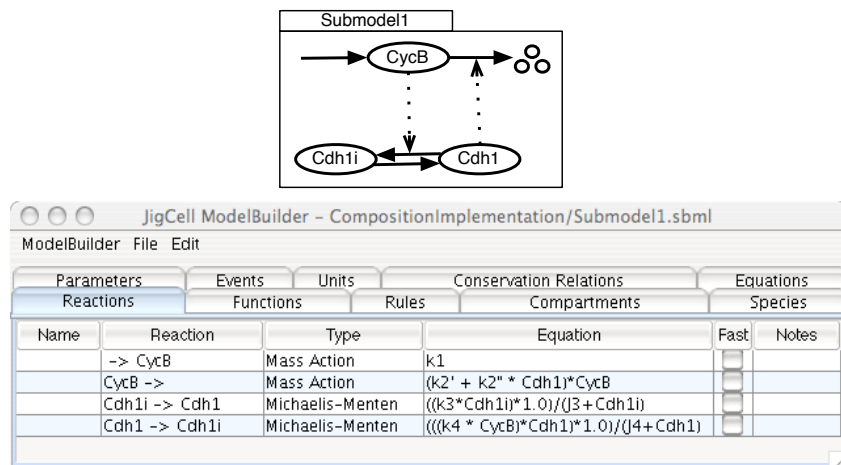 Submodel1
CycB
Cdh1i Cdh1
JigCell ModelBuilder – CompositionImplementation/Submodel1.sbml
ModelBuilder File Edit
Parameters Events Units Conservation Relations Equations
Reactions Functions Rules Compartments Species
Name Reaction Type Equation Fast Notes
-> CycB Mass Action k1
CycB -> Mass Action (k2' + k2" * Cdh1)*CycB
Cdh1i -> Cdh1 Michaelis-Menten ((k3*Cdh1i)*1.0)/(J3+Cdh1i)
Cdh1 -> Cdh1i Michaelis-Menten (((k4 * CycB)*Cdh1)*1.0)/(J4+Cdh1)